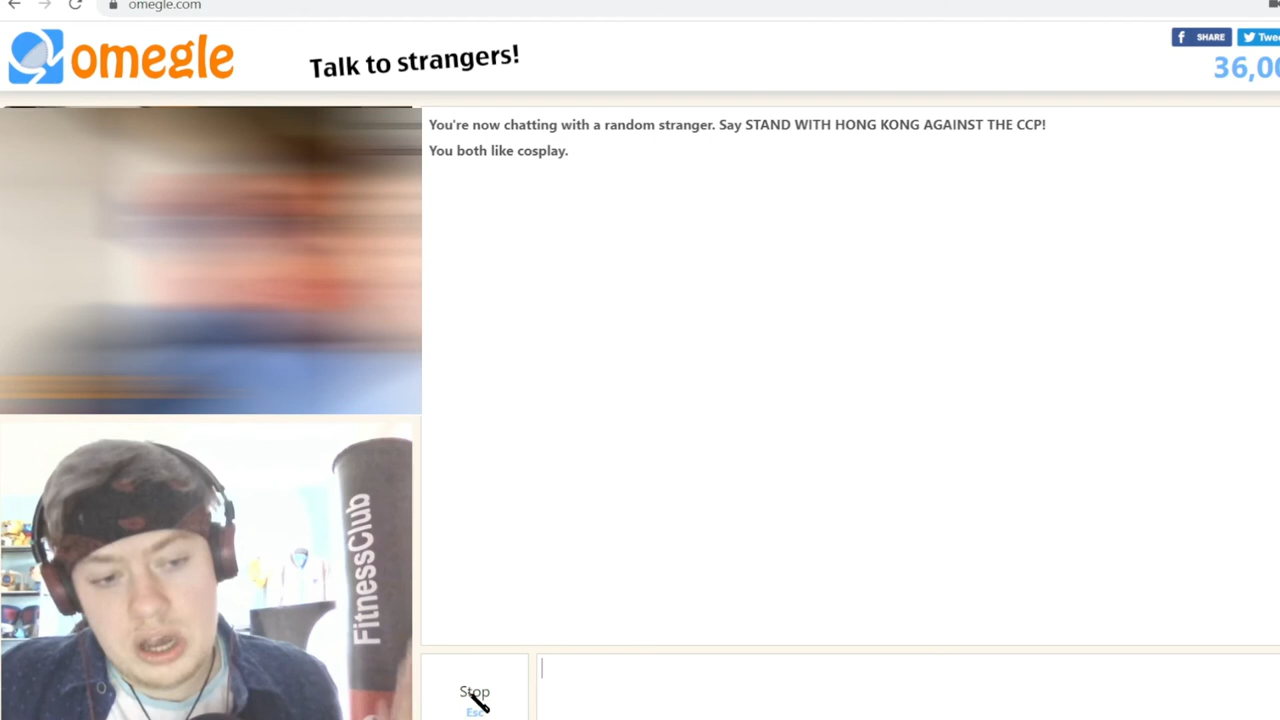 omegle.com
omegle
Talk to strangers!
SHARE
Twee
36,00
You're now chatting with a random stranger. Say STAND WITH HONG KONG AGAINST THE CCP!
You both like cosplay.
FitnessClub
Stop
Esc